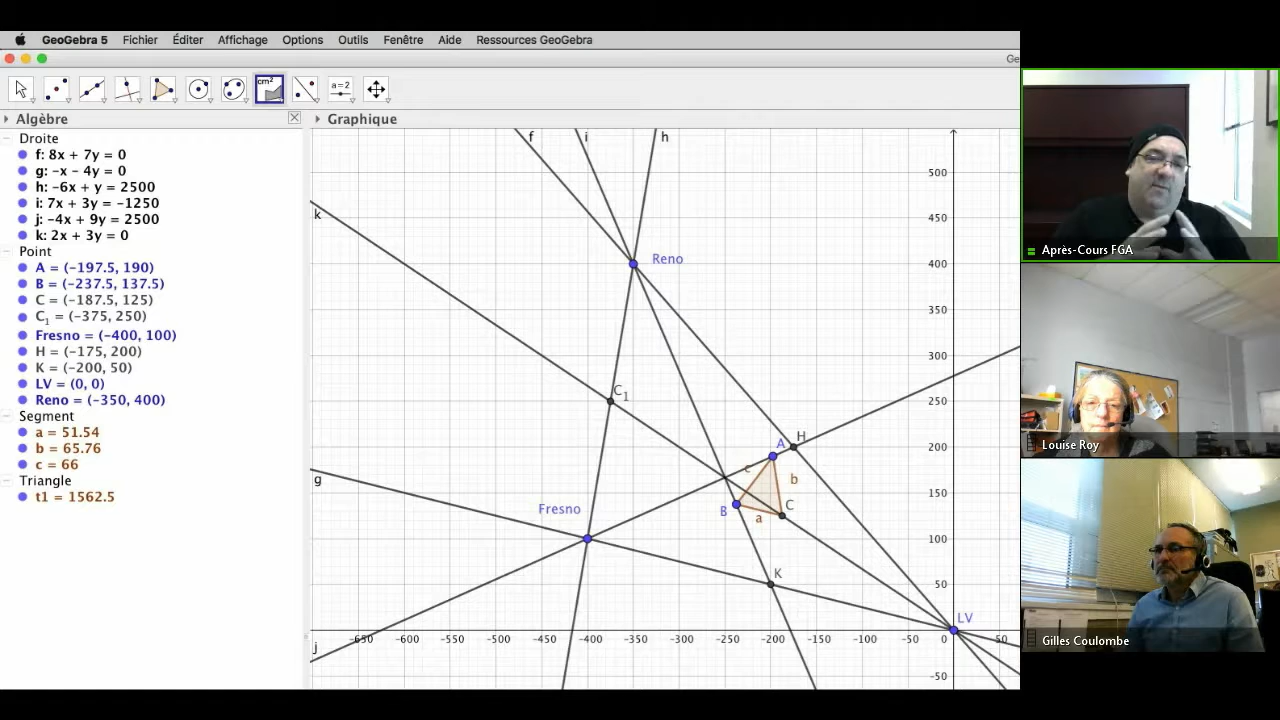 GeoGebra 5 Fichier Éditer Affichage Options Outils Fenêtre Aide Ressources GeoGebra
Ge
cm²
a=2
Algèbre
Graphique
Droite
f: 8x + 7y = 0
g: -x - 4y = 0
h: -6x + y = 2500
i: 7x + 3y = -1250
j: -4x + 9y = 2500
k: 2x + 3y = 0
Point
A = (-197.5, 190)
B = (-237.5, 137.5)
C = (-187.5, 125)
C₁ = (-375, 250)
Fresno = (-400, 100)
H = (-175, 200)
K = (-200, 50)
LV = (0, 0)
Reno = (-350, 400)
Segment
a = 51.54
b = 65.76
c = 66
Triangle
t1 = 1562.5
f i h
500
450
k
Reno
400
350
300
C₁
250
H
A
200
c
b
g
150
Fresno
B
a
C
100
K
50
LV
-650 -600 -550 -500 -450 -400 -350 -300 -250 -200 -150 -100 -50 0
j
-50
Après-Cours FGA
Louise Roy
Gilles Coulombe